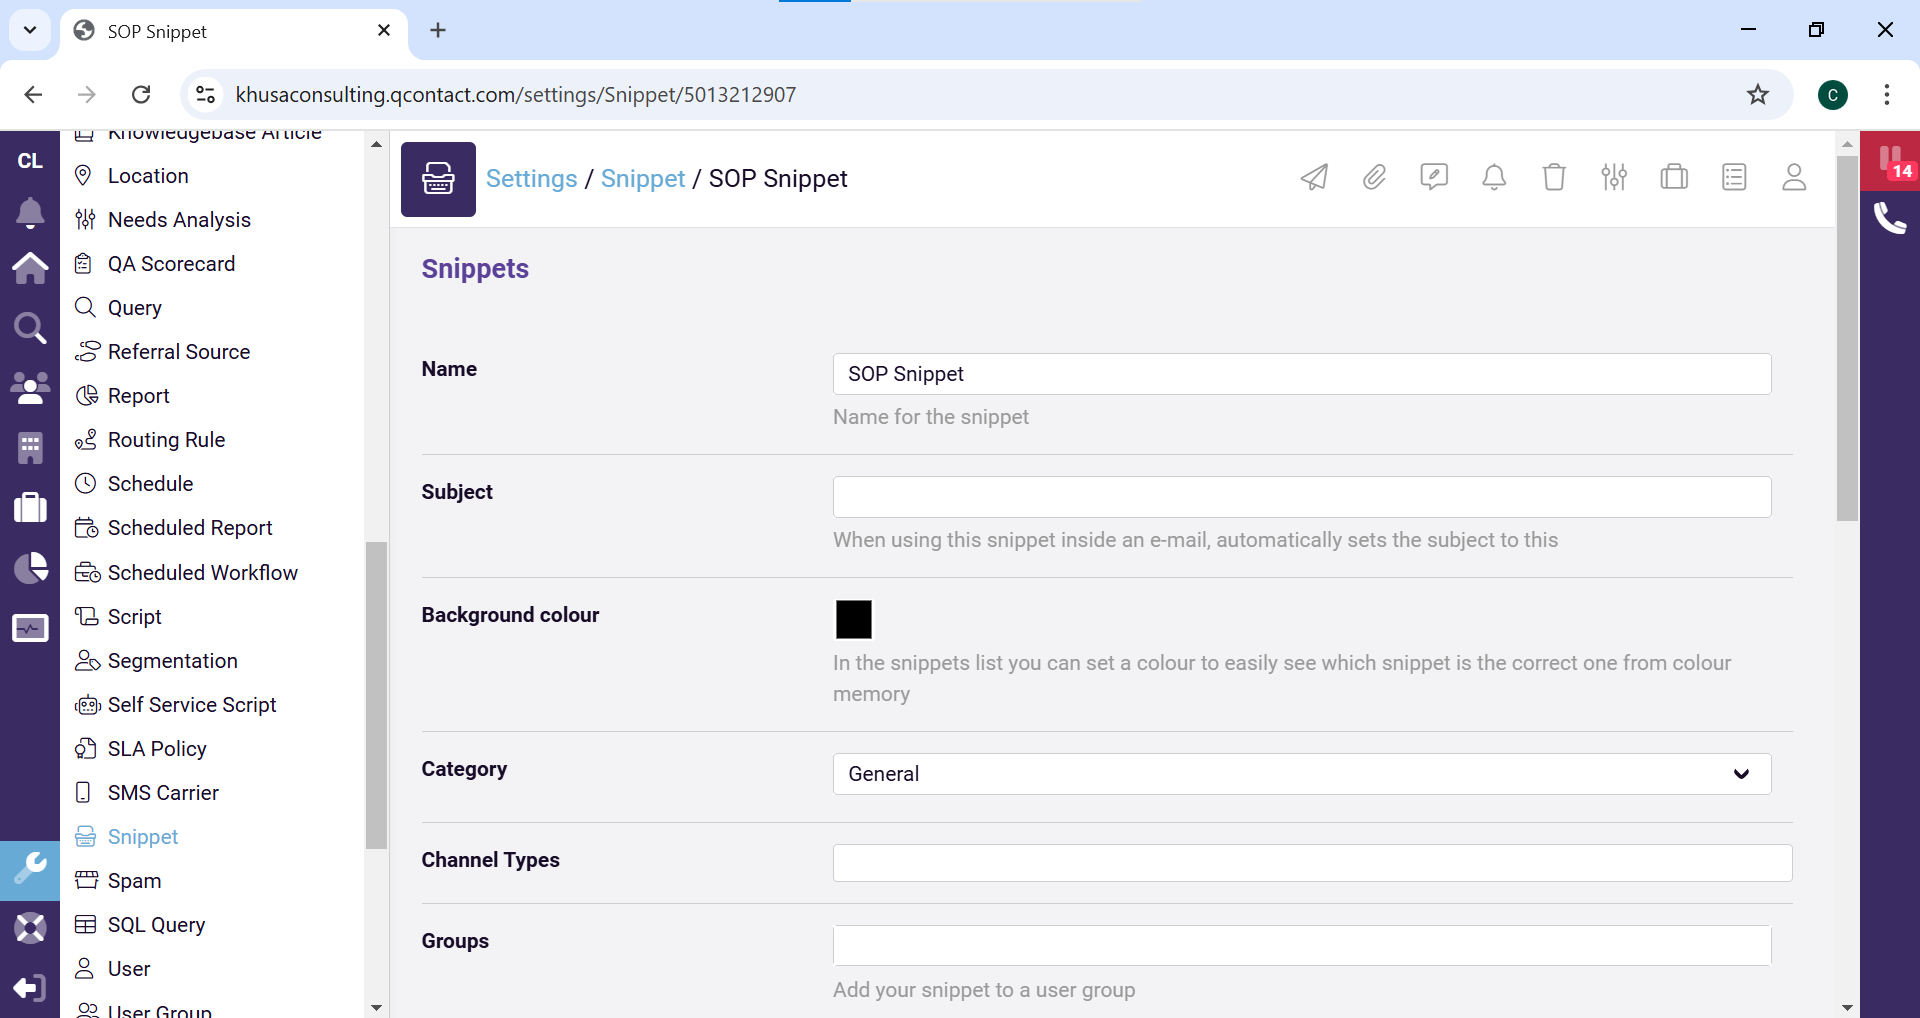 SOP Snippet
khusaconsulting.qcontact.com/settings/Snippet/5013212907
C
CL
Knowledgebase Article
Location
Needs Analysis
QA Scorecard
Query
Referral Source
Report
Routing Rule
Schedule
Scheduled Report
Scheduled Workflow
Script
Segmentation
Self Service Script
SLA Policy
SMS Carrier
Snippet
Spam
SQL Query
User
User Group
Settings / Snippet / SOP Snippet
14
Snippets
Name
SOP Snippet
Name for the snippet
Subject
When using this snippet inside an e-mail, automatically sets the subject to this
Background colour
In the snippets list you can set a colour to easily see which snippet is the correct one from colour
memory
Category
General
Channel Types
Groups
Add your snippet to a user group